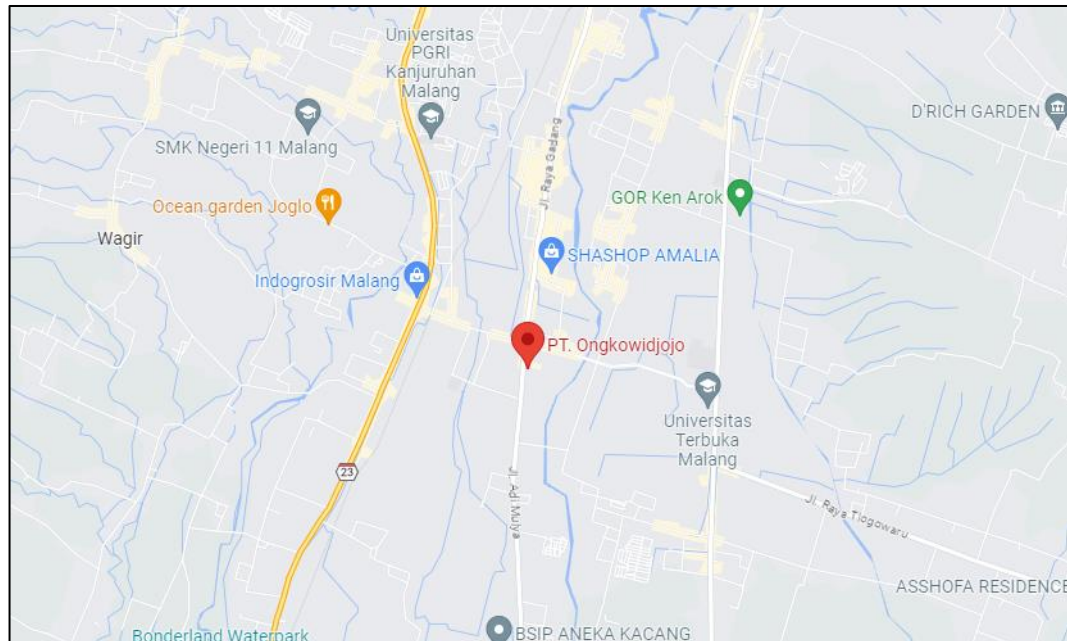 Universitas
PGRI
Kanjuruhan
Malang
SMK Negeri 11 Malang
D'RICH GARDEN
Jl. Raya Gadang
GOR Ken Arok
Ocean garden Joglo
Wagir
SHASHOP AMALIA
Indogrosir Malang
PT. Ongkowidjojo
Universitas
Terbuka
Malang
23
Jl. Adi Mulya
Jl. Raya Tlogowaru
ASSHOFA RESIDENCE
Bonderland Waterpark
BSIP ANEKA KACANG